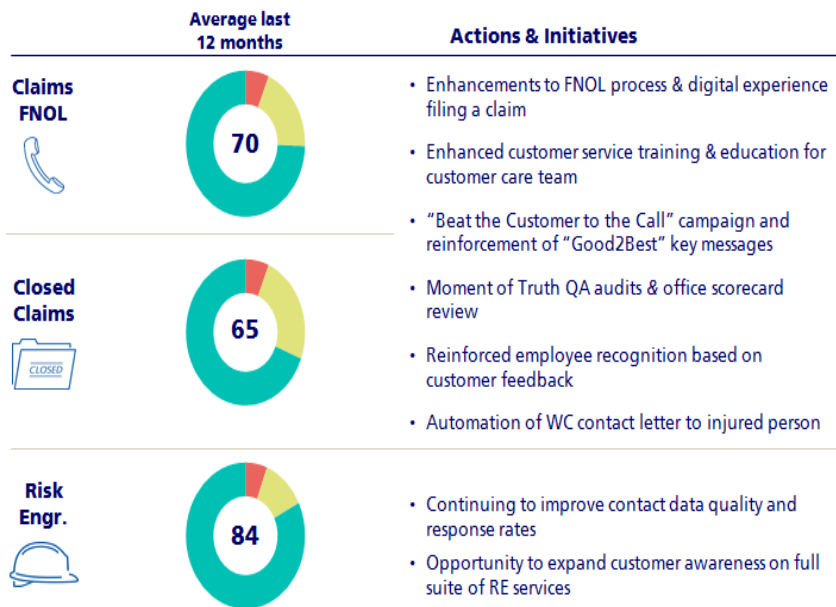 Average last
12 months
Actions & Initiatives
Claims
FNOL
70
• Enhancements to FNOL process & digital experience
filing a claim
• Enhanced customer service training & education for
customer care team
• “Beat the Customer to the Call” campaign and
reinforcement of “Good2Best” key messages
Closed
Claims
CLOSED
65
• Moment of Truth QA audits & office scorecard
review
• Reinforced employee recognition based on
customer feedback
• Automation of WC contact letter to injured person
Risk
Engr.
84
• Continuing to improve contact data quality and
response rates
• Opportunity to expand customer awareness on full
suite of RE services